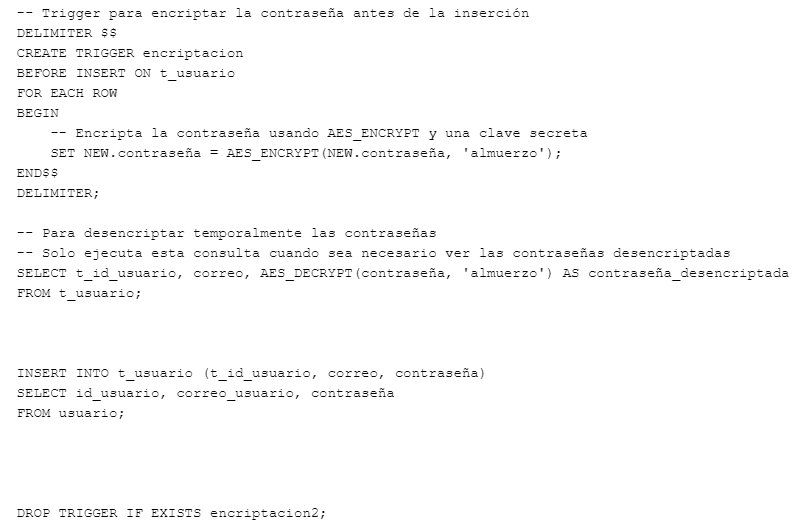 -- Trigger para encriptar la contraseña antes de la inserción
DELIMITER $$
CREATE TRIGGER encriptacion
BEFORE INSERT ON t_usuario
FOR EACH ROW
BEGIN
    -- Encripta la contraseña usando AES_ENCRYPT y una clave secreta
    SET NEW.contraseña = AES_ENCRYPT(NEW.contraseña, 'almuerzo');
END$$
DELIMITER;
-- Para desencriptar temporalmente las contraseñas
-- Solo ejecuta esta consulta cuando sea necesario ver las contraseñas desencriptadas
SELECT t_id_usuario, correo, AES_DECRYPT(contraseña, 'almuerzo') AS contraseña_desencriptada
FROM t_usuario;
INSERT INTO t_usuario (t_id_usuario, correo, contraseña)
SELECT id_usuario, correo_usuario, contraseña
FROM usuario;
DROP TRIGGER IF EXISTS encriptacion2;